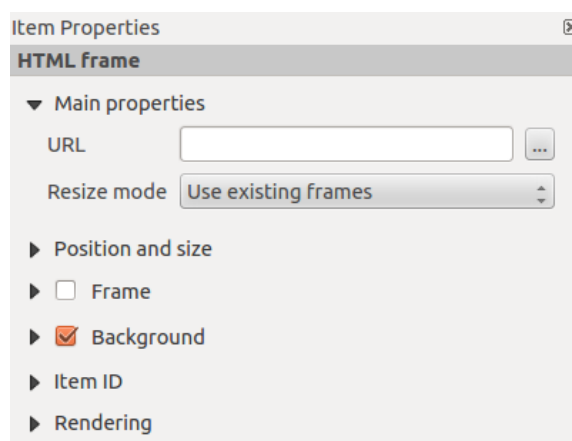 Item Properties
HTML frame
Main properties
URL
...
Resize mode Use existing frames
Position and size
Frame
Background
Item ID
Rendering